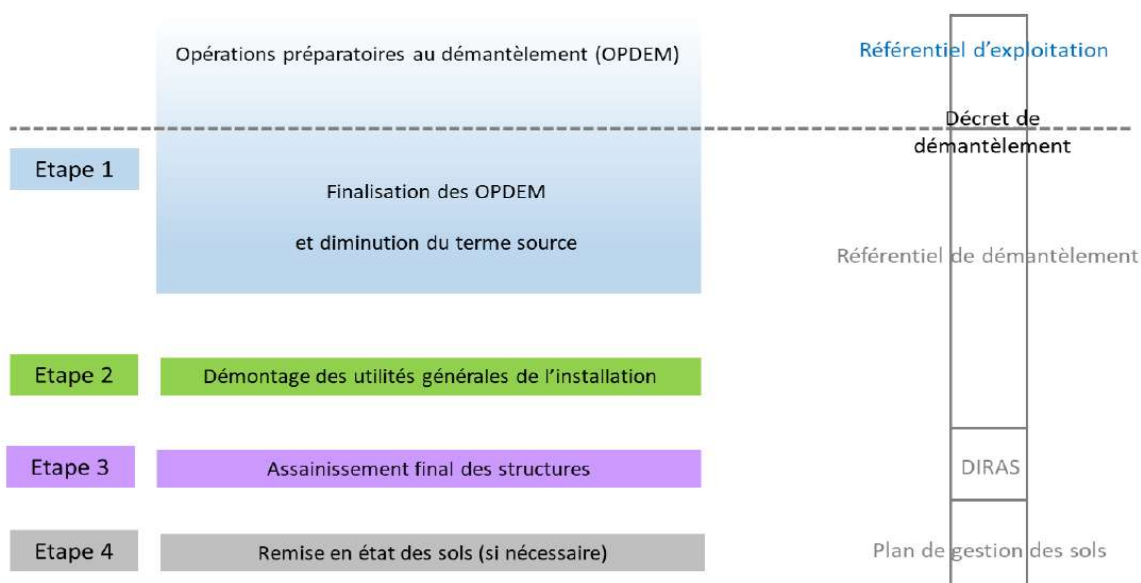 Opérations préparatoires au démantèlement (OPDEM)
Référentiel d'exploitation
Décret de
démantèlement
Etape 1
Finalisation des OPDEM
et diminution du terme source
Référentiel de démantèlement
Etape 2
Démontage des utilités générales de l'installation
Etape 3
Assainissement final des structures
DIRAS
Etape 4
Remise en état des sols (si nécessaire)
Plan de gestion des sols